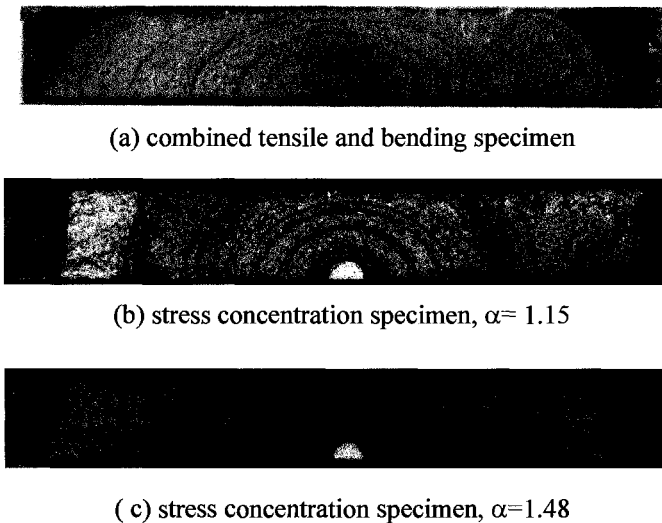 (a) combined tensile and bending specimen
(b) stress concentration specimen, α= 1.15
( c) stress concentration specimen, α=1.48